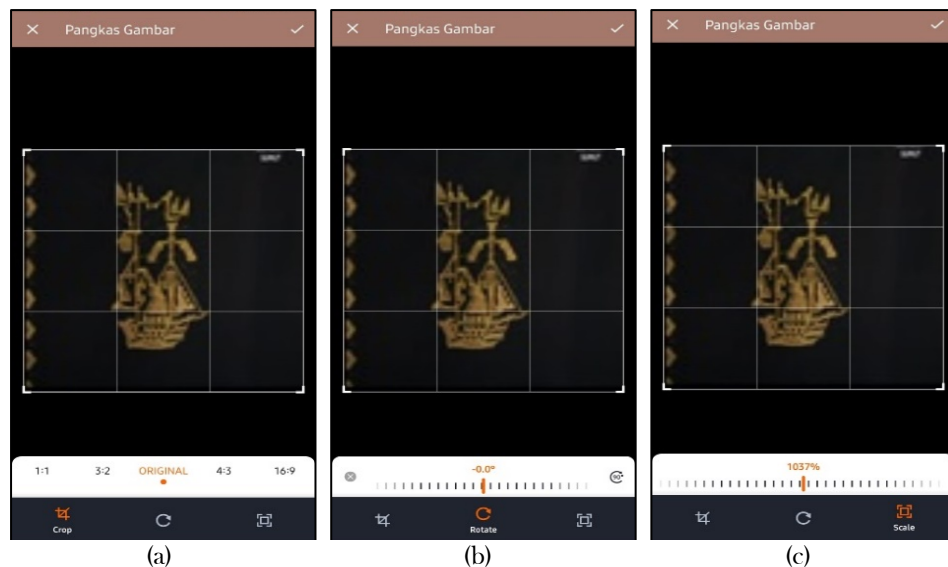 Pangkas Gambar
1:1 3:2 ORIGINAL 4:3 16:9
Crop
(a)
Pangkas Gambar
-0.0°
90°
Rotate
(b)
Pangkas Gambar
1037%
Scale
(c)